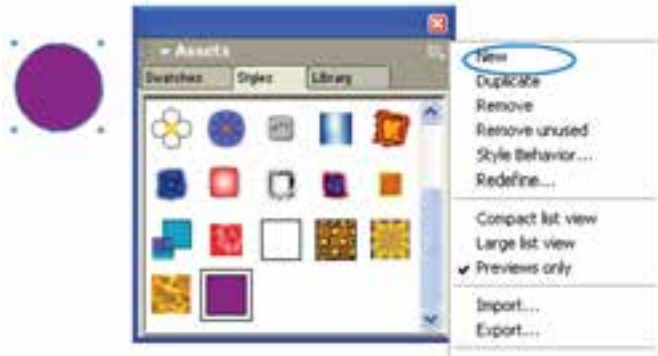 Assets
Swatches Styles Library
New
Duplicate
Remove
Remove unused
Style Behavior...
Redefine...
Compact list view
Large list view
Previews only
Import...
Export...